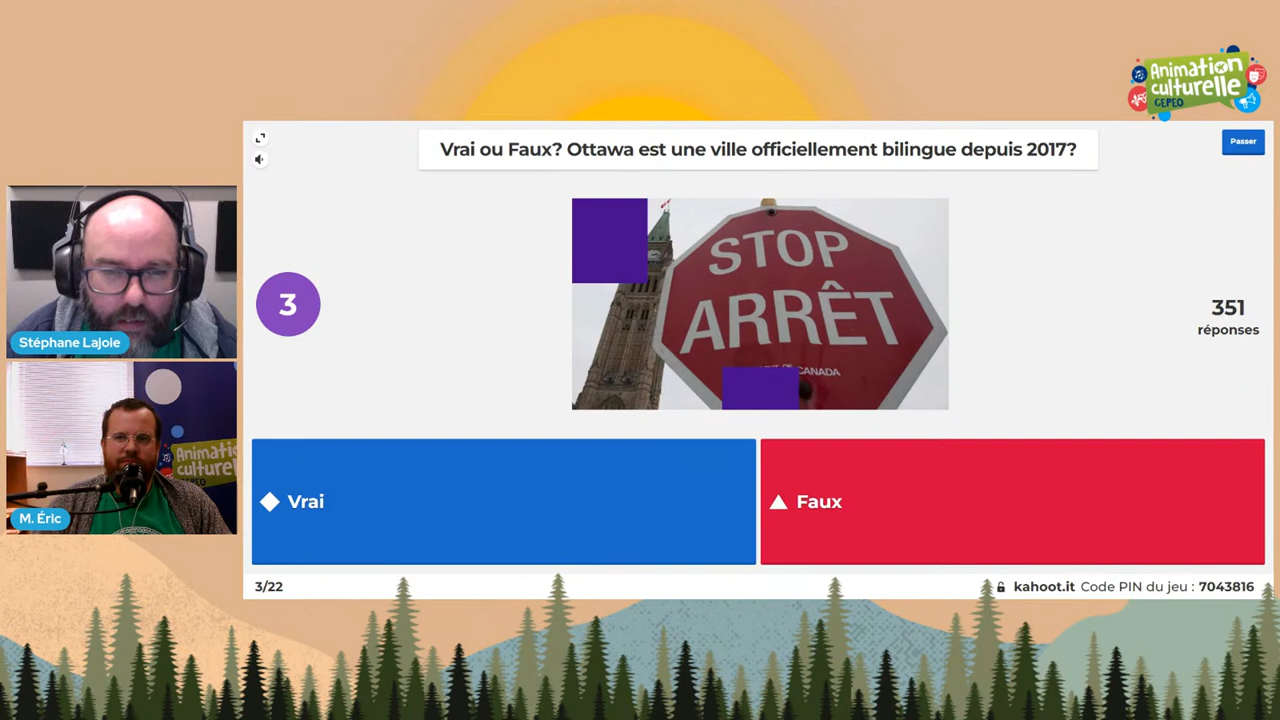 Animation
culturelle
CEPEO
Vrai ou Faux? Ottawa est une ville officiellement bilingue depuis 2017?
Passer
STOP
ARRÊT
CANADA
3
351
réponses
Stéphane Lajoie
Animation
culturelle
CEPEO
M. Éric
Vrai
Faux
3/22
kahoot.it Code PIN du jeu : 7043816